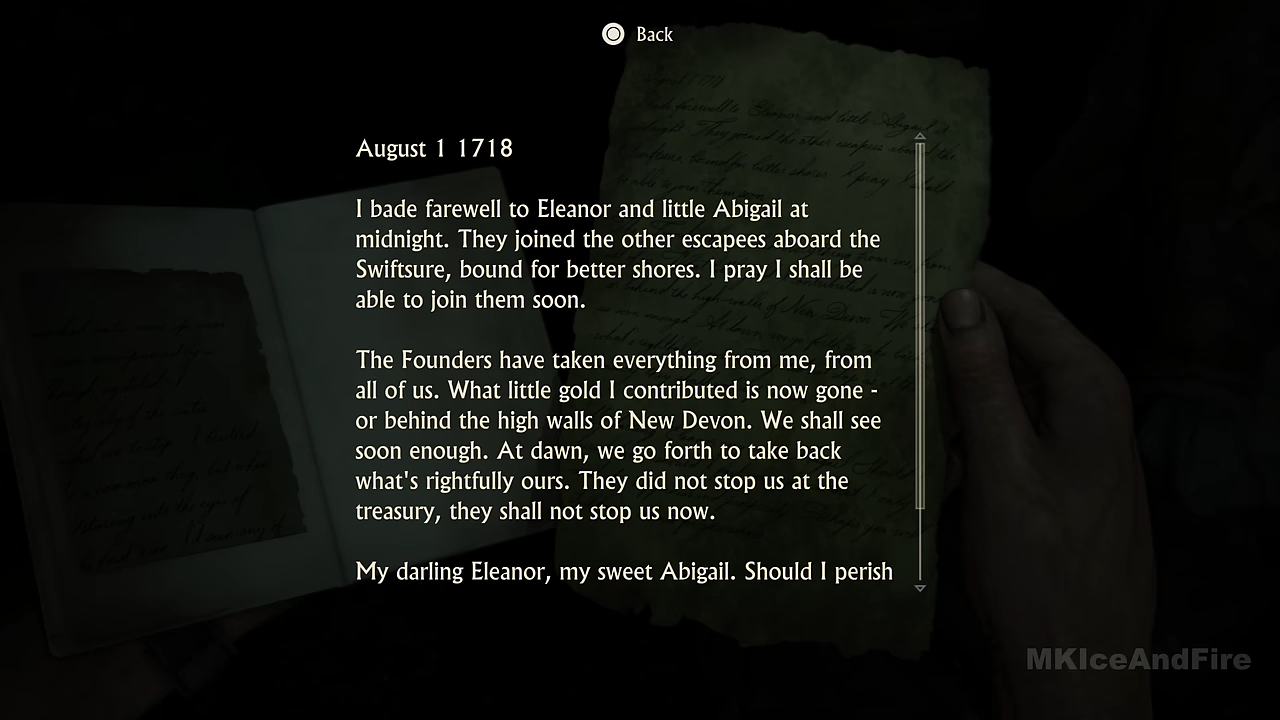 Back
August 1 1718
I bade farewell to Eleanor and little Abigail at
midnight. They joined the other escapees aboard the
Swiftsure, bound for better shores. I pray I shall be
able to join them soon.
The Founders have taken everything from me, from
all of us. What little gold I contributed is now gone -
or behind the high walls of New Devon. We shall see
soon enough. At dawn, we go forth to take back
what's rightfully ours. They did not stop us at the
treasury, they shall not stop us now.
My darling Eleanor, my sweet Abigail. Should I perish
MKIceAndFire